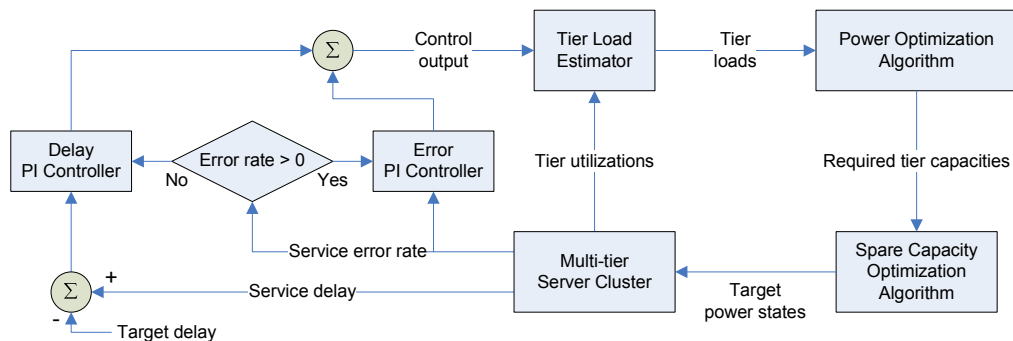 Σ
Control
output
Tier Load
Estimator
Tier
loads
Power Optimization
Algorithm
Delay
PI Controller
Error rate > 0
No
Yes
Error
PI Controller
Tier utilizations
Required tier capacities
Service error rate
Multi-tier
Server Cluster
Target
power states
Spare Capacity
Optimization
Algorithm
+
Σ
Service delay
-
Target delay